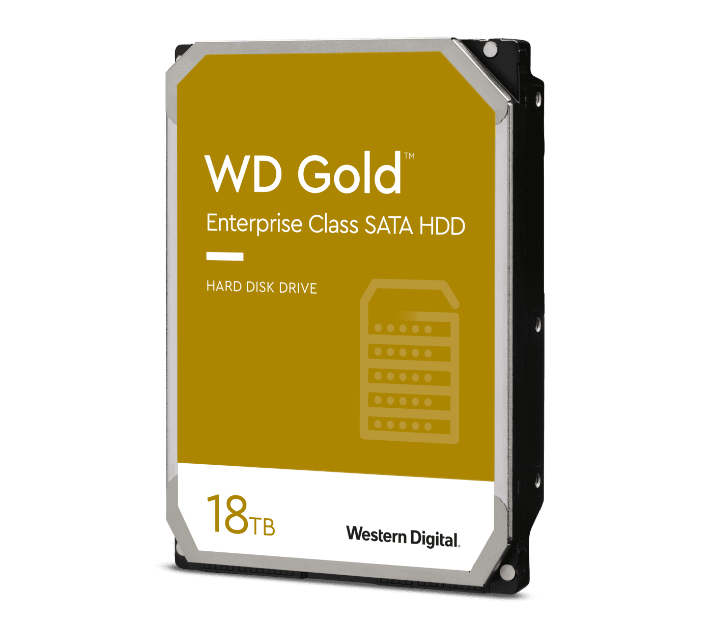 WD Gold™
Enterprise Class SATA HDD
HARD DISK DRIVE
18TB
Western Digital.